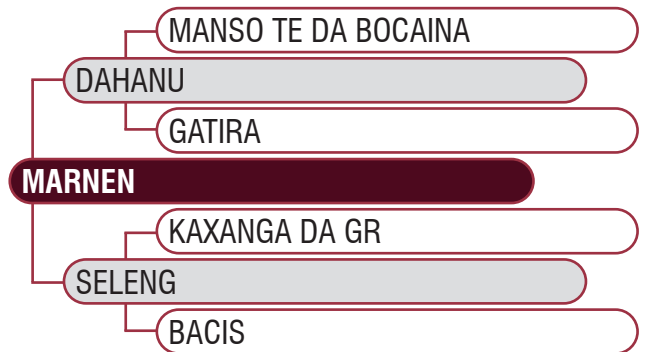 MANSO TE DA BOCAINA
DAHANU
GATIRA
MARNEN
KAXANGA DA GR
SELENG
BACIS